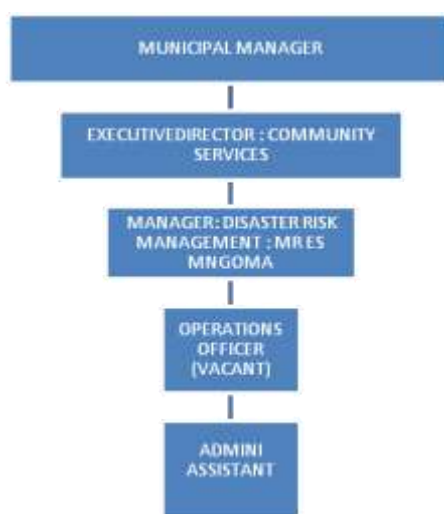 MUNICIPAL MANAGER
EXECUTIVEDIRECTOR : COMMUNITY
SERVICES
MANAGER: DISASTER RISK
MANAGEMENT : MR ES
MNGOMA
OPERATIONS
OFFICER
(VACANT)
ADMINI
ASSISTANT